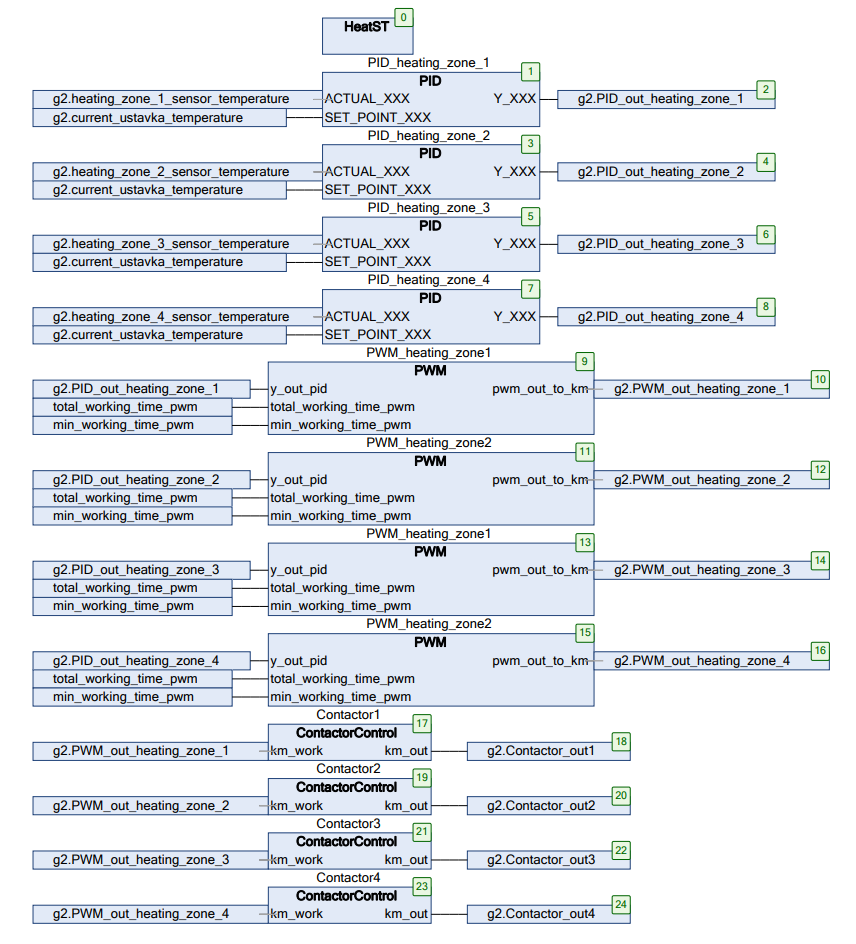 0
HeatST
PID_heating_zone_1
1
PID
2
g2.heating_zone_1_sensor_temperature ACTUAL_XXX Y_XXX g2.PID_out_heating_zone_1
g2.current_ustavka_temperature SET_POINT_XXX
PID_heating_zone_2
3
PID
4
g2.heating_zone_2_sensor_temperature ACTUAL_XXX Y_XXX g2.PID_out_heating_zone_2
g2.current_ustavka_temperature SET_POINT_XXX
PID_heating_zone_3
5
PID
6
g2.heating_zone_3_sensor_temperature ACTUAL_XXX Y_XXX g2.PID_out_heating_zone_3
g2.current_ustavka_temperature SET_POINT_XXX
PID_heating_zone_4
7
PID
8
g2.heating_zone_4_sensor_temperature ACTUAL_XXX Y_XXX g2.PID_out_heating_zone_4
g2.current_ustavka_temperature SET_POINT_XXX
PWM_heating_zone1
9
PWM
10
g2.PID_out_heating_zone_1 y_out_pid pwm_out_to_km g2.PWM_out_heating_zone_1
total_working_time_pwm total_working_time_pwm
min_working_time_pwm min_working_time_pwm
PWM_heating_zone2
11
PWM
12
g2.PID_out_heating_zone_2 y_out_pid pwm_out_to_km g2.PWM_out_heating_zone_2
total_working_time_pwm total_working_time_pwm
min_working_time_pwm min_working_time_pwm
PWM_heating_zone1
13
PWM
14
g2.PID_out_heating_zone_3 y_out_pid pwm_out_to_km g2.PWM_out_heating_zone_3
total_working_time_pwm total_working_time_pwm
min_working_time_pwm min_working_time_pwm
PWM_heating_zone2
15
PWM
16
g2.PID_out_heating_zone_4 y_out_pid pwm_out_to_km g2.PWM_out_heating_zone_4
total_working_time_pwm total_working_time_pwm
min_working_time_pwm min_working_time_pwm
Contactor1
17
ContactorControl
18
g2.PWM_out_heating_zone_1 km_work km_out g2.Contactor_out1
Contactor2
19
ContactorControl
20
g2.PWM_out_heating_zone_2 km_work km_out g2.Contactor_out2
Contactor3
21
ContactorControl
22
g2.PWM_out_heating_zone_3 km_work km_out g2.Contactor_out3
Contactor4
23
ContactorControl
24
g2.PWM_out_heating_zone_4 km_work km_out g2.Contactor_out4